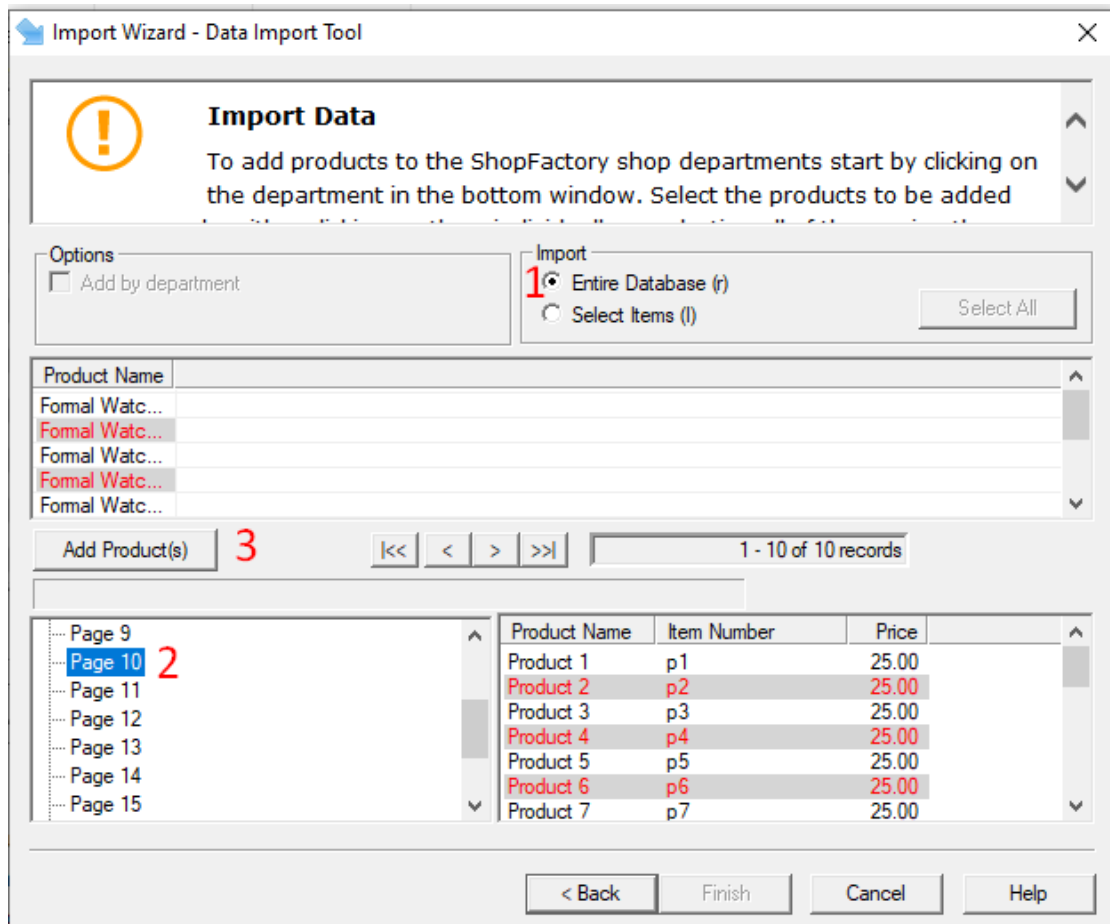 Import Wizard - Data Import Tool
Import Data
To add products to the ShopFactory shop departments start by clicking on
the department in the bottom window. Select the products to be added
Options
Add by department
Import
1 Entire Database (r)
Select Items (I)
Select All
Product Name
Formal Watc...
Formal Watc...
Formal Watc...
Formal Watc...
Formal Watc...
Add Product(s) 3 |<< < > >>| 1 - 10 of 10 records
Page 9
Page 10 2
Page 11
Page 12
Page 13
Page 14
Page 15
Product Name Item Number Price
Product 1 p1 25.00
Product 2 p2 25.00
Product 3 p3 25.00
Product 4 p4 25.00
Product 5 p5 25.00
Product 6 p6 25.00
Product 7 p7 25.00
< Back Finish Cancel Help